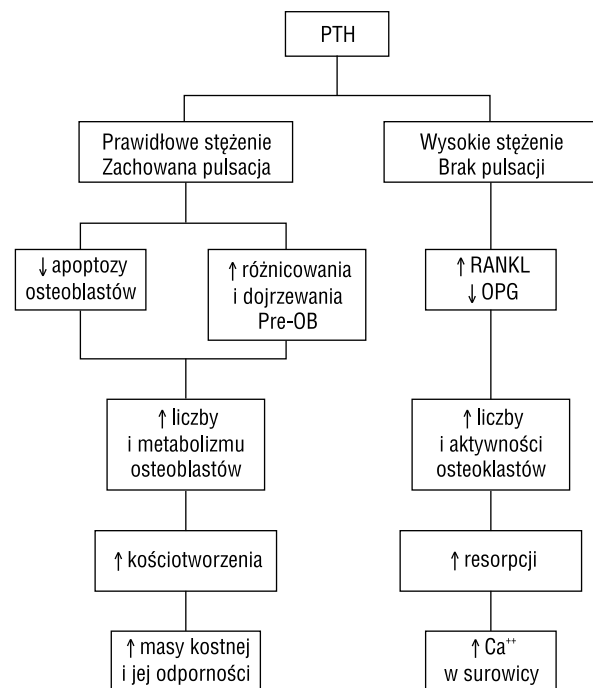 PTH
Prawidłowe stężenie
Zachowana pulsacja
Wysokie stężenie
Brak pulsacji
↓ apoptozy
osteoblastów
↑ różnicowania
i dojrzewania
Pre-OB
↑ RANKL
↓ OPG
↑ liczby
i metabolizmu
osteoblastów
↑ liczby
i aktywności
osteoklastów
↑ kościotworzenia
↑ resorpcji
↑ masy kostnej
i jej odporności
↑ Ca⁺⁺
w surowicy